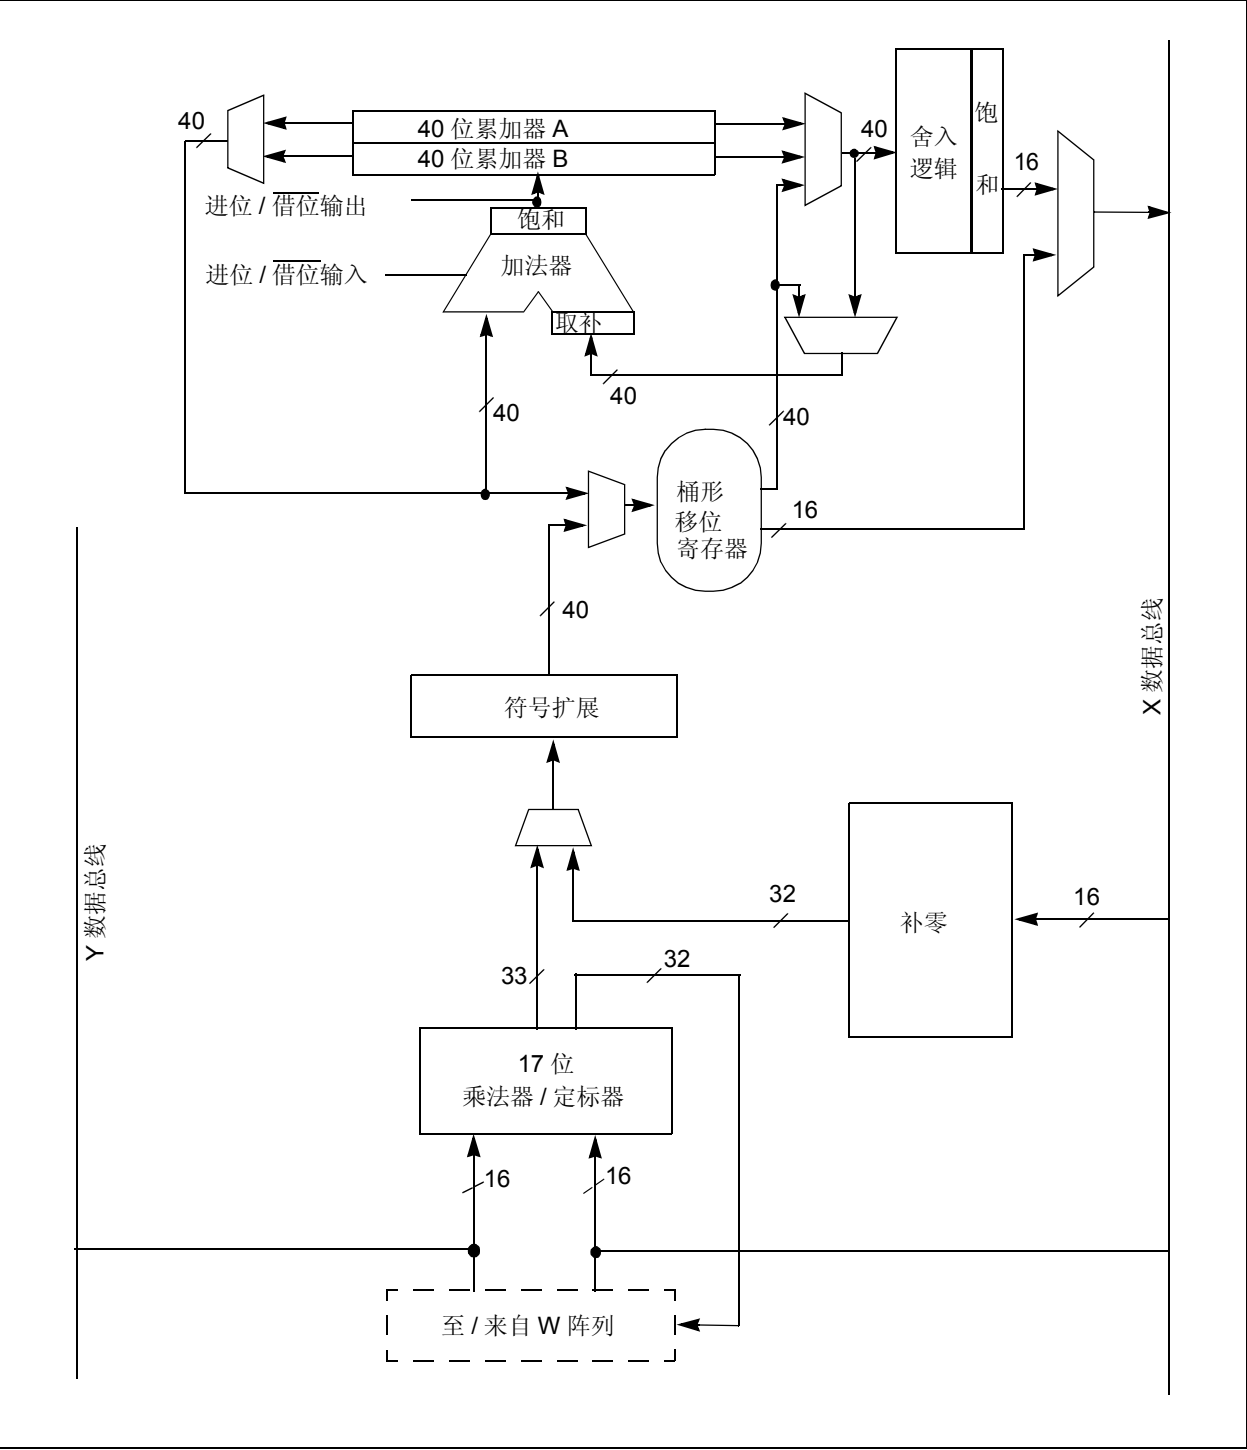 40
40 位累加器 A
40 位累加器 B
40
舍入
逻辑
饱
和
16
进位 / 借位输出
饱和
进位 / 借位输入
加法器
取补
40
40
40
桶形
移位
寄存器
16
40
符号扩展
X 数据总线
Y 数据总线
32
补零
16
33
32
17 位
乘法器 / 定标器
16
16
至 / 来自 W 阵列